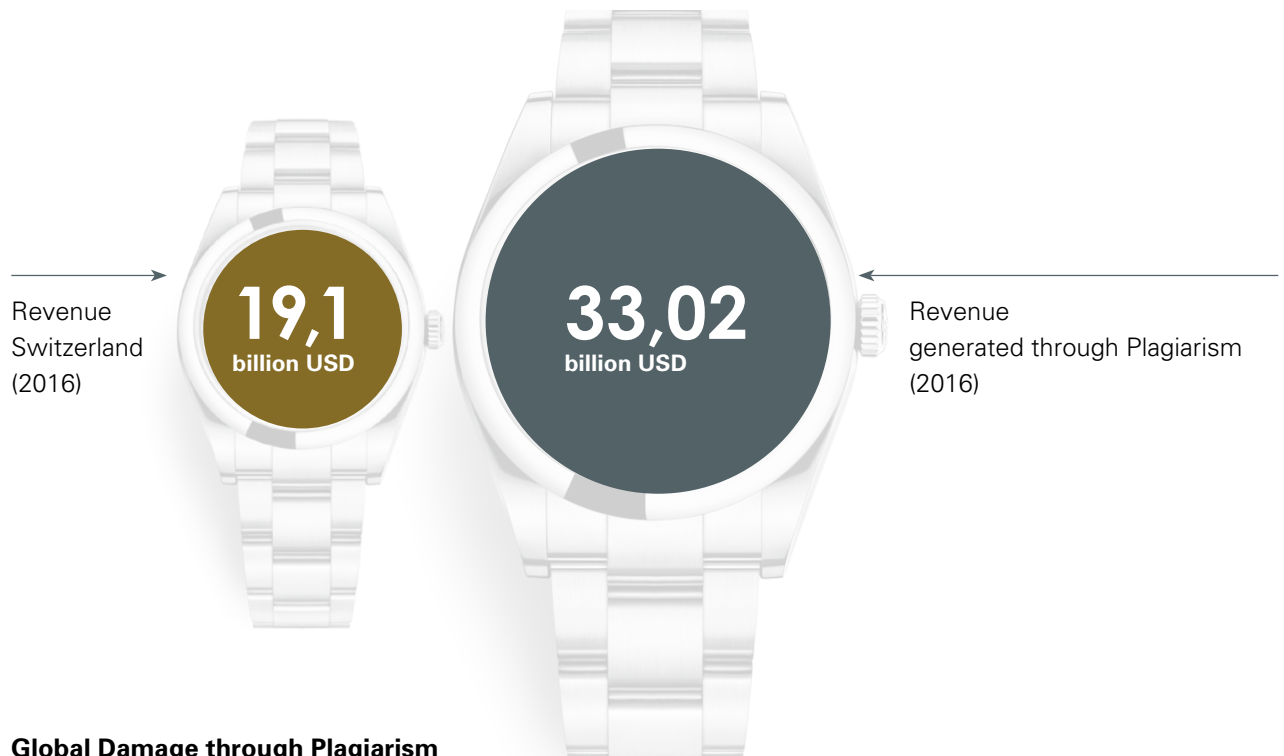 19,1
billion USD
Revenue
Switzerland
(2016)
33,02
billion USD
Revenue
generated through Plagiarism
(2016)
Global Damage through Plagiarism